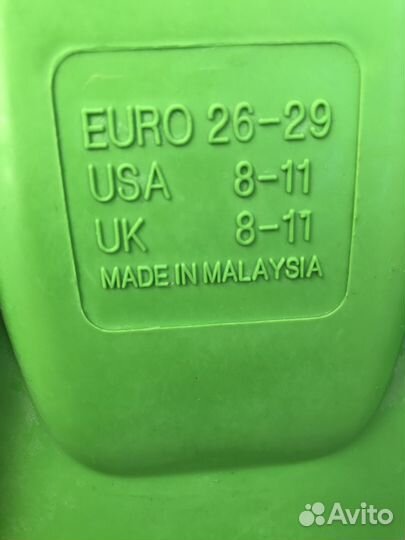 EURO 26-29
USA 8-11
UK 8-11
MADE IN MALAYSIA
Avito